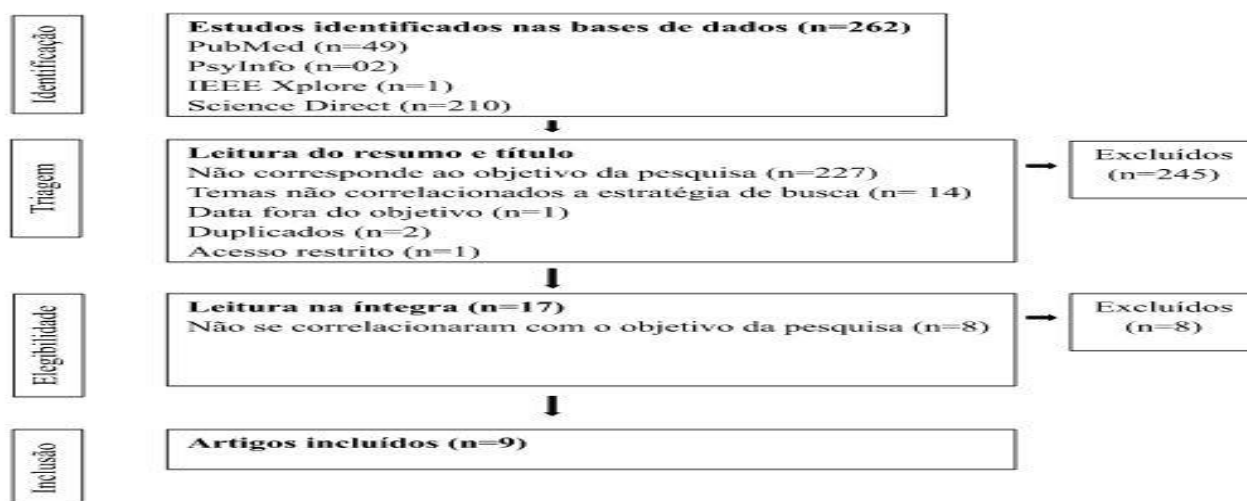 Identificação
Estudos identificados nas bases de dados (n=262)
PubMed (n=49)
PsyInfo (n=02)
IEEE Xplore (n=1)
Science Direct (n=210)
Triagem
Leitura do resumo e título
Não corresponde ao objetivo da pesquisa (n=227)
Temas não correlacionados a estratégia de busca (n= 14)
Data fora do objetivo (n=1)
Duplicados (n=2)
Acesso restrito (n=1)
Excluídos
(n=245)
Elegibilidade
Leitura na íntegra (n=17)
Não se correlacionaram com o objetivo da pesquisa (n=8)
Excluídos
(n=8)
Inclusão
Artigos incluídos (n=9)